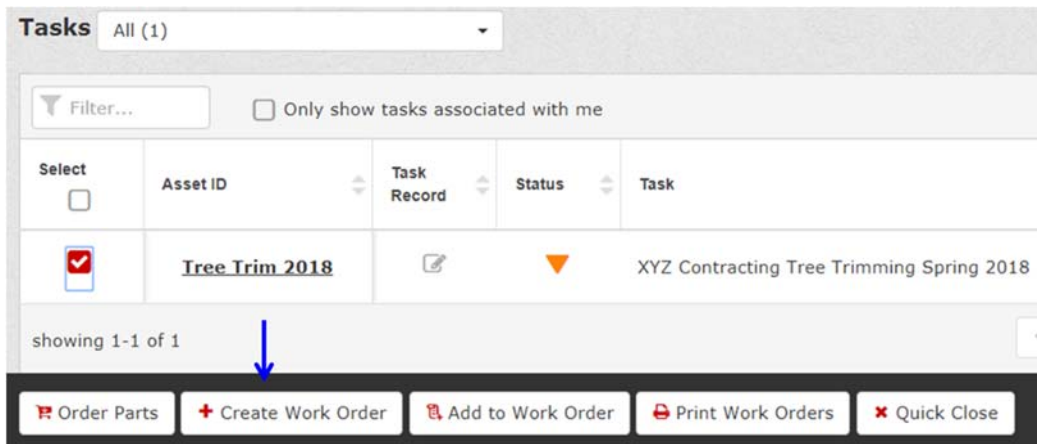 Tasks All (1)
Filter... Only show tasks associated with me
Select Asset ID Task Record Status Task
Tree Trim 2018 XYZ Contracting Tree Trimming Spring 2018
showing 1-1 of 1
Order Parts Create Work Order Add to Work Order Print Work Orders Quick Close